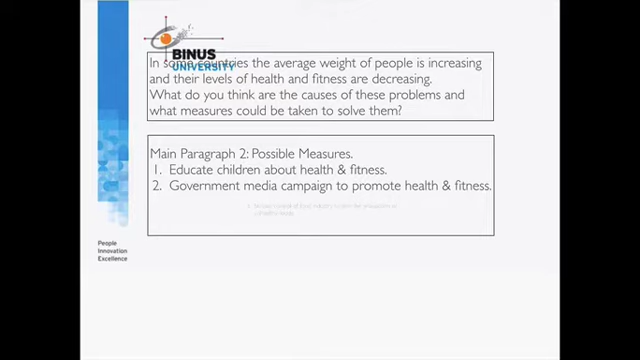 BINUS
UNIVERSITY
In some countries the average weight of people is increasing
and their levels of health and fitness are decreasing.
What do you think are the causes of these problems and
what measures could be taken to solve them?
Main Paragraph 2: Possible Measures.
1. Educate children about health & fitness.
2. Government media campaign to promote health & fitness.
People
Innovation
Excellence